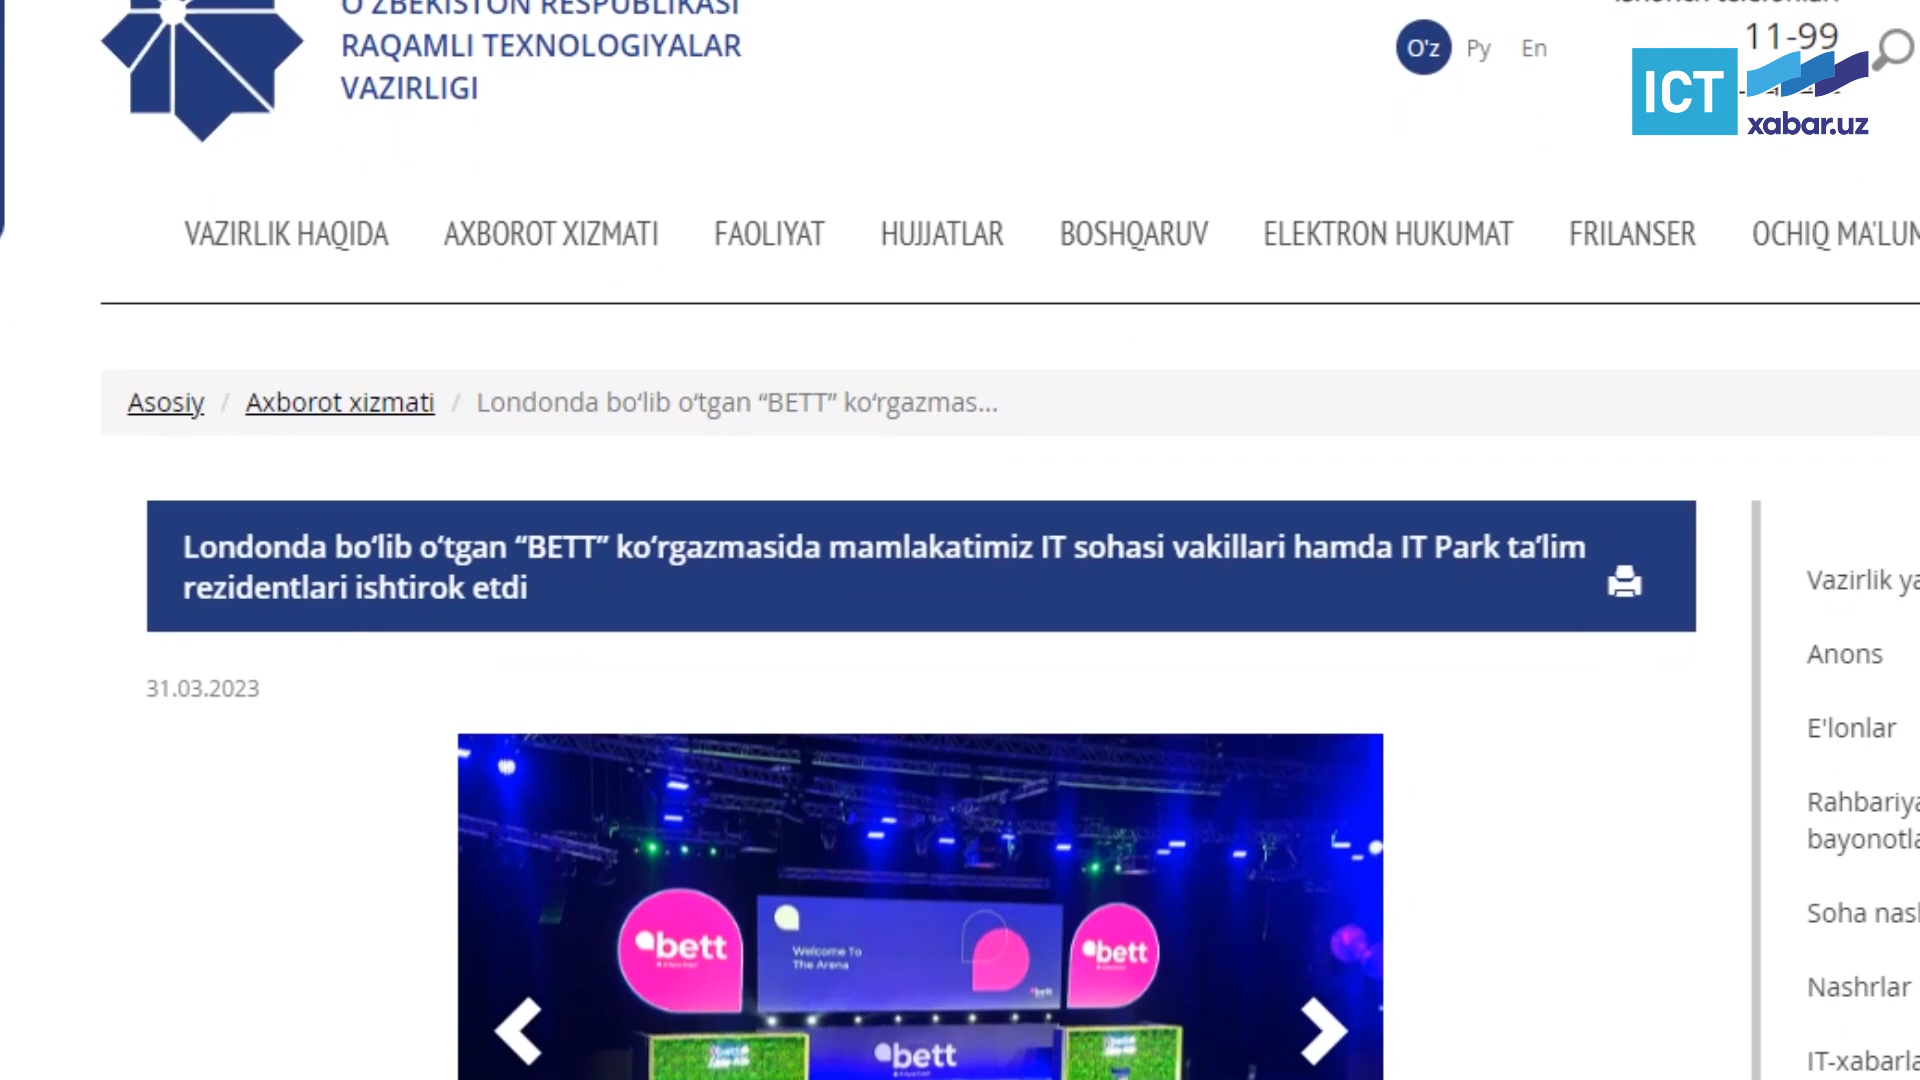 O'ZBEKISTON RESPUBLIKASI
RAQAMLI TEXNOLOGIYALAR
VAZIRLIGI
O'z Ру En
11-99
ICT
xabar.uz
VAZIRLIK HAQIDA AXBOROT XIZMATI FAOLIYAT HUJJATLAR BOSHQARUV ELEKTRON HUKUMAT FRILANSER OCHIQ MA'LUM
Asosiy / Axborot xizmati / Londonda bo‘lib o‘tgan “BETT” ko‘rgazmas...
Londonda bo‘lib o‘tgan “BETT” ko‘rgazmasida mamlakatimiz IT sohasi vakillari hamda IT Park ta’lim
rezidentlari ishtirok etdi
31.03.2023
bett
Welcome To
The Arena
bett
bett
bett
Vazirlik ya
Anons
E'lonlar
Rahbariya
bayonotla
Soha nash
Nashrlar
IT-xabarla